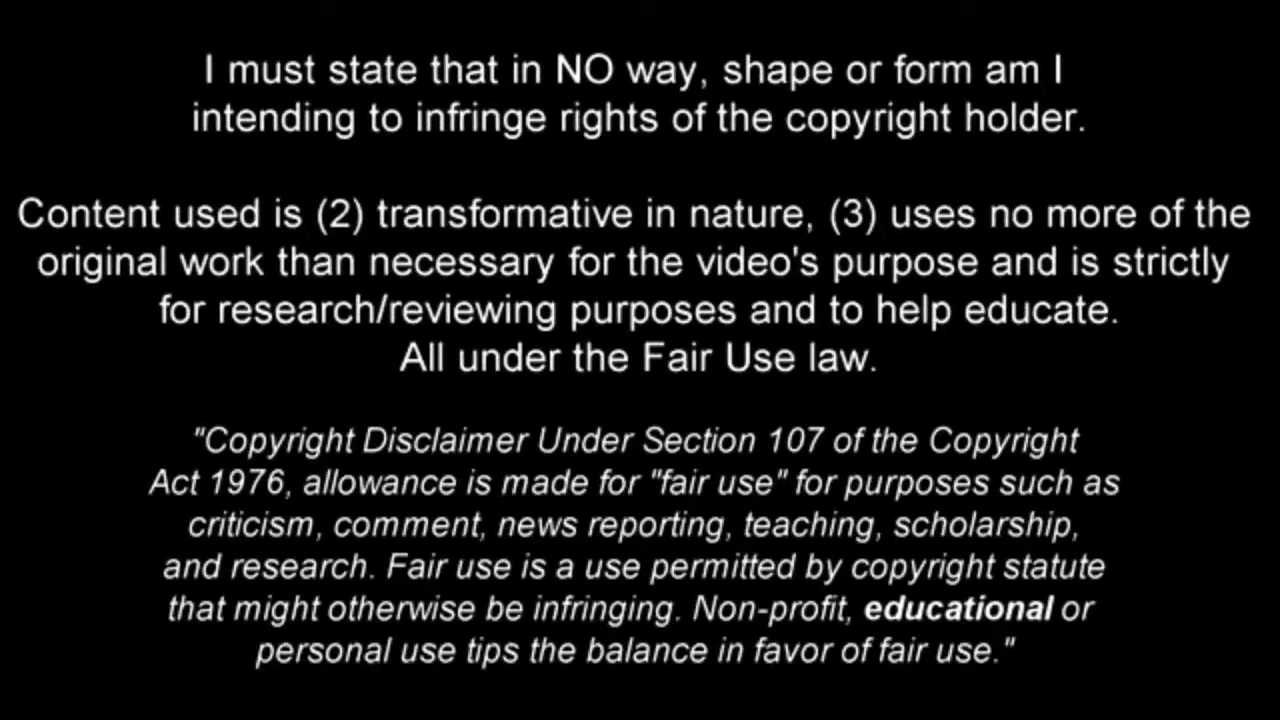 I must state that in NO way, shape or form am I
intending to infringe rights of the copyright holder.
Content used is (2) transformative in nature, (3) uses no more of the
original work than necessary for the video's purpose and is strictly
for research/reviewing purposes and to help educate.
All under the Fair Use law.
"Copyright Disclaimer Under Section 107 of the Copyright
Act 1976, allowance is made for "fair use" for purposes such as
criticism, comment, news reporting, teaching, scholarship,
and research. Fair use is a use permitted by copyright statute
that might otherwise be infringing. Non-profit, educational or
personal use tips the balance in favor of fair use."